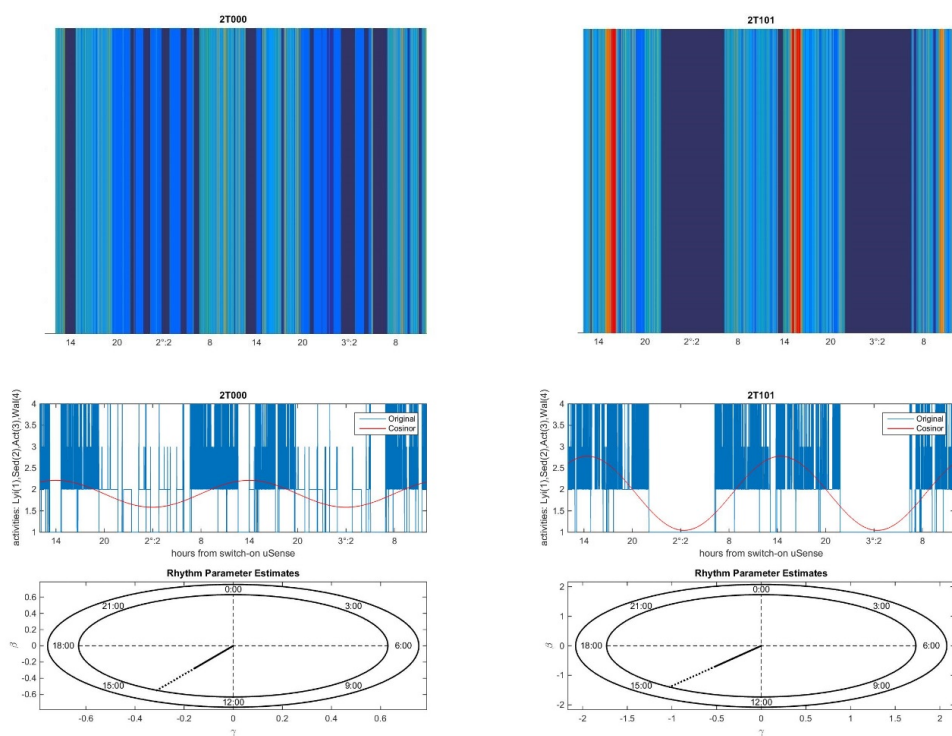 2T000
14 20 2°:2 8 14 20 3°:2 8
2T101
14 20 2°:2 8 14 20 3°:2 8
2T000
activities: Lyi(1),Sed(2),Act(3),Wal(4)
4
3.5
3
2.5
2
1.5
1
Original
Cosinor
14 20 2°:2 8 14 20 3°:2 8
hours from switch-on uSense
2T101
activities: Lyi(1),Sed(2),Act(3),Wal(4)
4
3.5
3
2.5
2
1.5
1
Original
Cosinor
14 20 2°:2 8 14 20 3°:2 8
hours from switch-on uSense
Rhythm Parameter Estimates
β
0.6
0.4
0.2
0
-0.2
-0.4
-0.6
0:00
21:00 3:00
18:00 6:00
15:00 9:00
12:00
-0.6 -0.4 -0.2 0 0.2 0.4 0.6
γ
Rhythm Parameter Estimates
β
2
1
0
-1
-2
0:00
21:00 3:00
18:00 6:00
15:00 9:00
12:00
-2 -1.5 -1 -0.5 0 0.5 1 1.5 2
γ